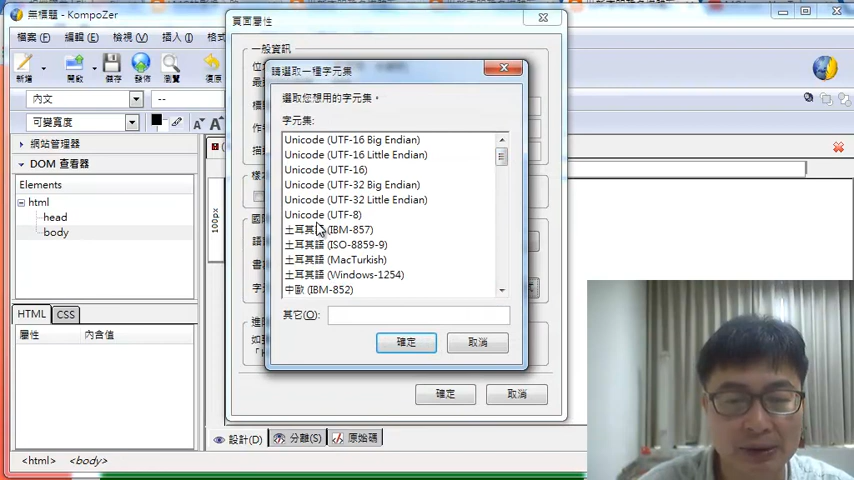 無標題 - KompoZer
頁面屬性
檔案(F) 編輯(E) 檢視(V) 插入(I) 格式
一般資訊
新增 開啟 儲存 發佈 瀏覽 復原
請選取一種字元集
選取您想用的字元集。
字元集:
內文
--
可變寬度
網站管理器
DOM 查看器
Elements
html
head
body
100px
Unicode (UTF-16 Big Endian)
Unicode (UTF-16 Little Endian)
Unicode (UTF-16)
Unicode (UTF-32 Big Endian)
Unicode (UTF-32 Little Endian)
Unicode (UTF-8)
土耳其語 (IBM-857)
土耳其語 (ISO-8859-9)
土耳其語 (MacTurkish)
土耳其語 (Windows-1254)
中歐 (IBM-852)
其它(O):
確定 取消
HTML CSS
屬性 內含值
確定 取消
設計(D) 分離(S) 原始碼
<html> <body>